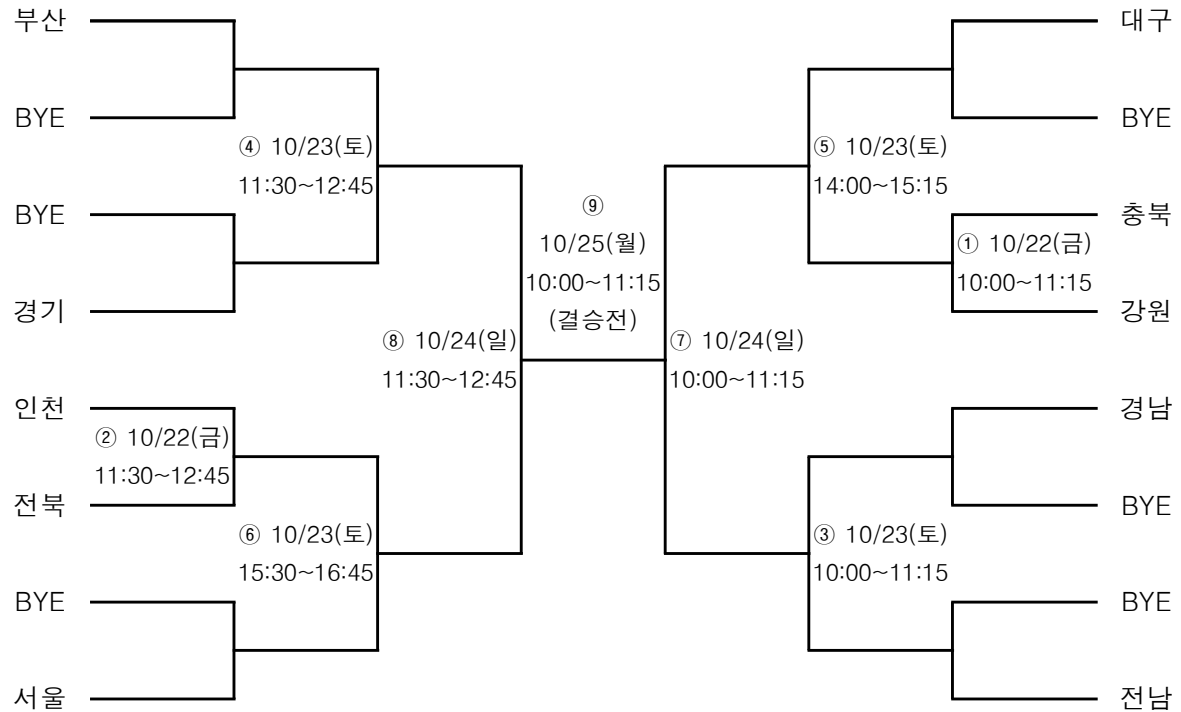 부산
BYE
④ 10/23(토)
11:30~12:45
BYE
경기
인천
② 10/22(금)
11:30~12:45
전북
⑥ 10/23(토)
15:30~16:45
BYE
서울
⑧ 10/24(일)
11:30~12:45
⑨
10/25(월)
10:00~11:15
(결승전)
⑦ 10/24(일)
10:00~11:15
대구
BYE
⑤ 10/23(토)
14:00~15:15
충북
① 10/22(금)
10:00~11:15
강원
경남
BYE
③ 10/23(토)
10:00~11:15
BYE
전남